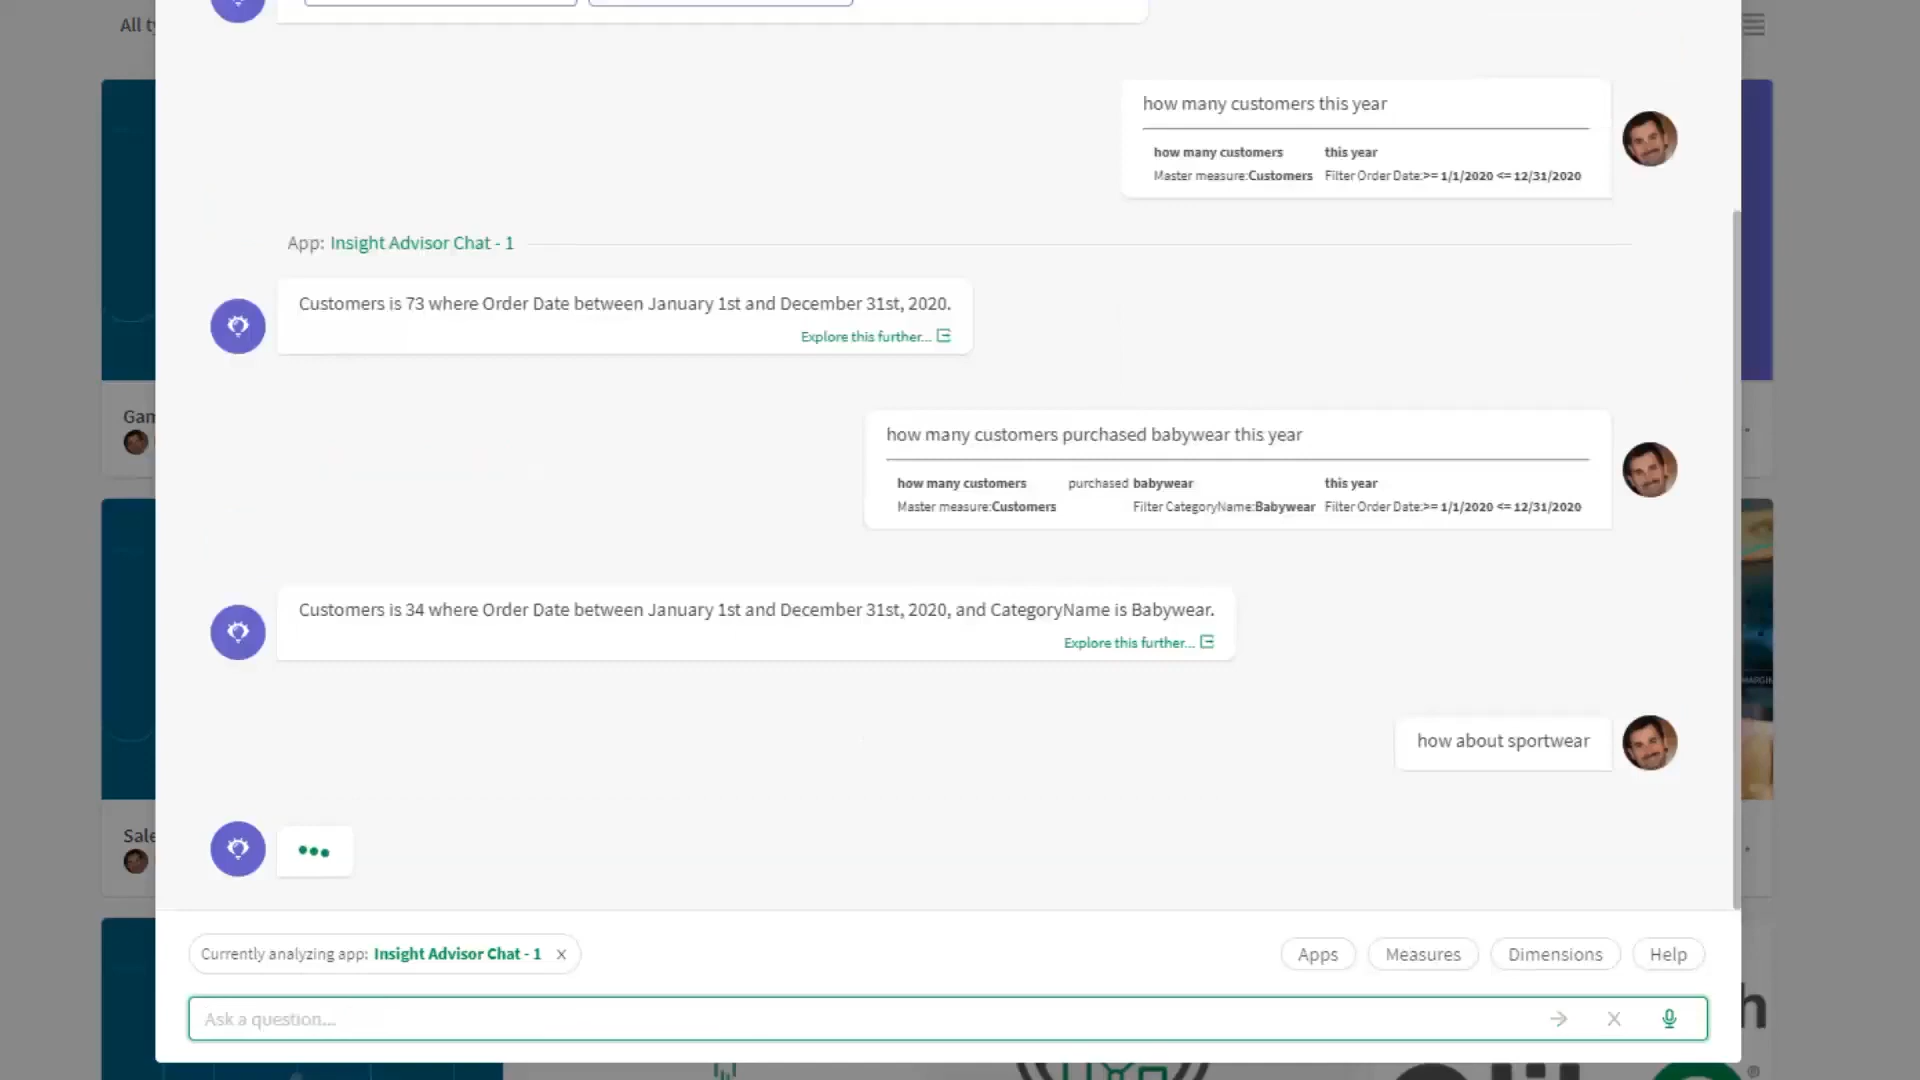 All ty
how many customers this year
how many customers this year
Master measure:Customers Filter Order Date:>= 1/1/2020 <= 12/31/2020
App: Insight Advisor Chat - 1
Customers is 73 where Order Date between January 1st and December 31st, 2020.
Explore this further...
Gam
how many customers purchased babywear this year
how many customers purchased babywear this year
Master measure:Customers Filter CategoryName:Babywear Filter Order Date:>= 1/1/2020 <= 12/31/2020
Customers is 34 where Order Date between January 1st and December 31st, 2020, and CategoryName is Babywear.
Explore this further...
MARGIN
how about sportwear
Sale
Currently analyzing app: Insight Advisor Chat - 1
Apps Measures Dimensions Help
Ask a question...